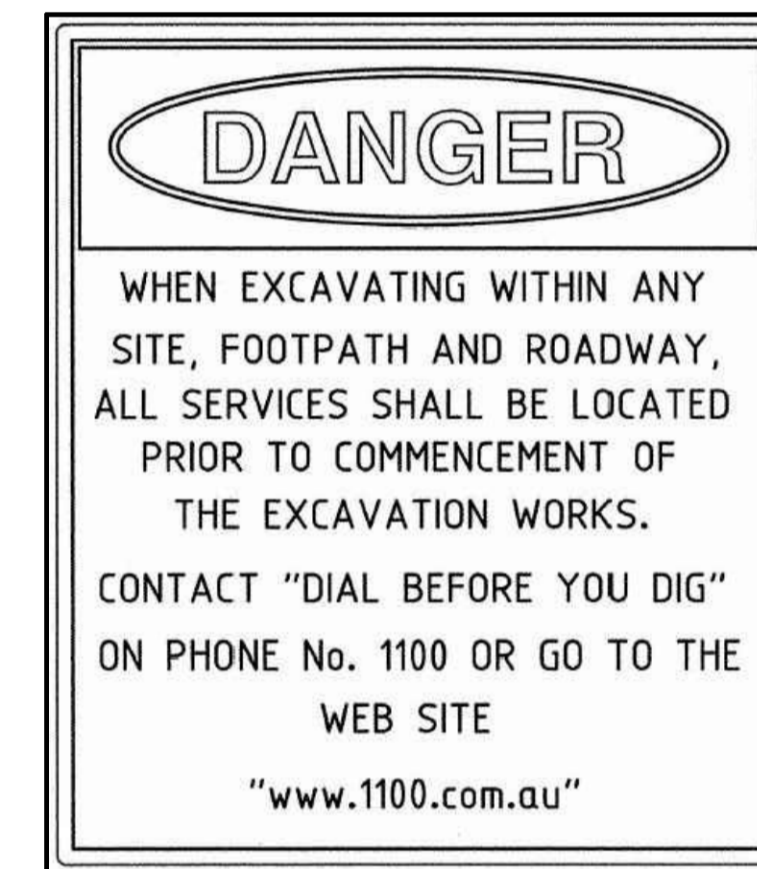 DANGER
WHEN EXCAVATING WITHIN ANY
SITE, FOOTPATH AND ROADWAY,
ALL SERVICES SHALL BE LOCATED
PRIOR TO COMMENCEMENT OF
THE EXCAVATION WORKS.
CONTACT "DIAL BEFORE YOU DIG"
ON PHONE No. 1100 OR GO TO THE
WEB SITE
"www.1100.com.au"